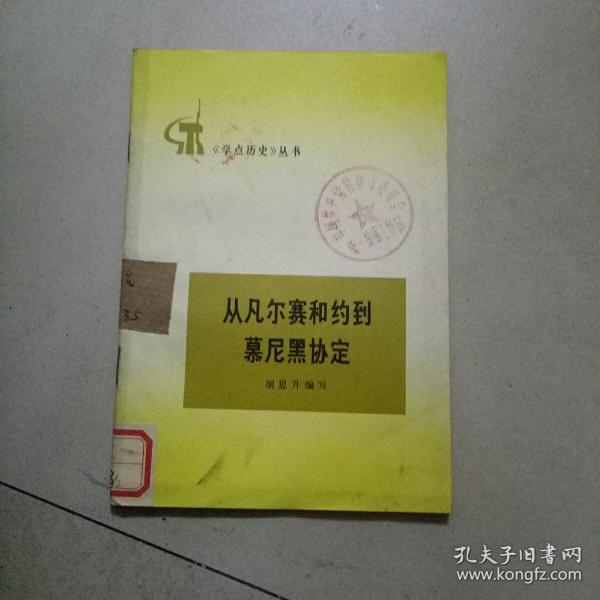 《学点历史》丛书
从凡尔赛和约到
慕尼黑协定
胡思升编写
35
孔夫子旧书网
www.kongfz.com